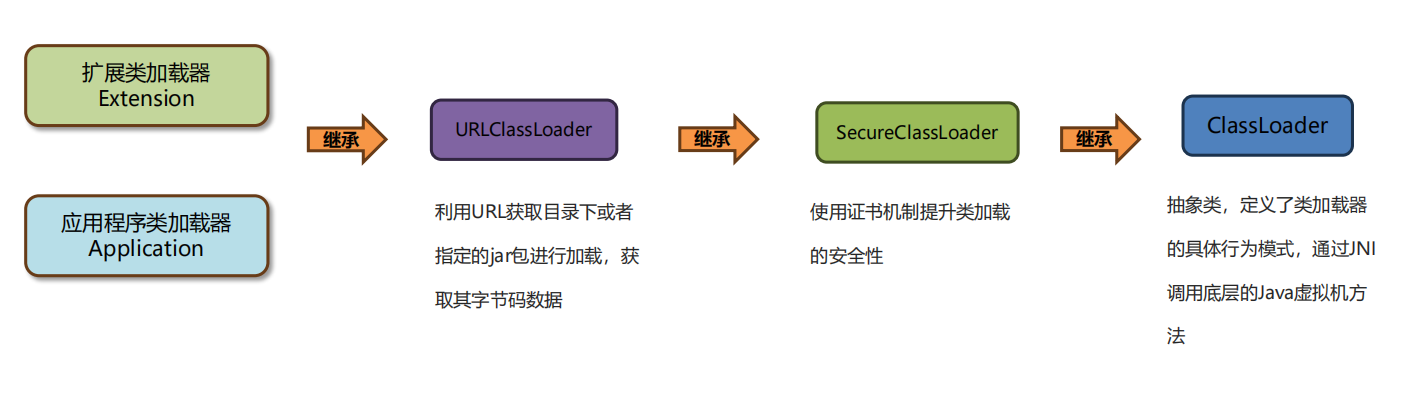 扩展类加载器
Extension
应用程序类加载器
Application
继承
URLClassLoader
利用URL获取目录下或者
指定的jar包进行加载，获
取其字节码数据
继承
SecureClassLoader
使用证书机制提升类加载
的安全性
继承
ClassLoader
抽象类，定义了类加载器
的具体行为模式，通过JNI
调用底层的Java虚拟机方
法